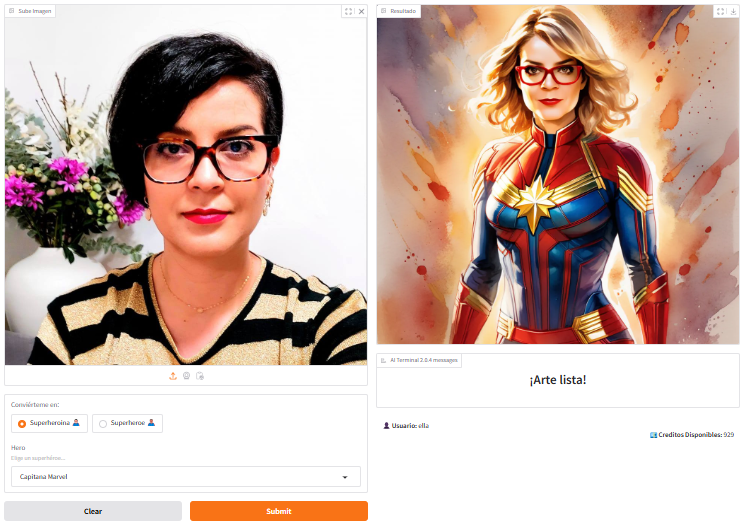 Sube Imagen
Conviérteme en:
Superheroina
Superheroe
Hero
Elige un superhéroe...
Capitana Marvel
Clear
Submit
Resultado
AI Terminal 2.0.4 messages
¡Arte lista!
Usuario: ella
Creditos Disponibles: 929